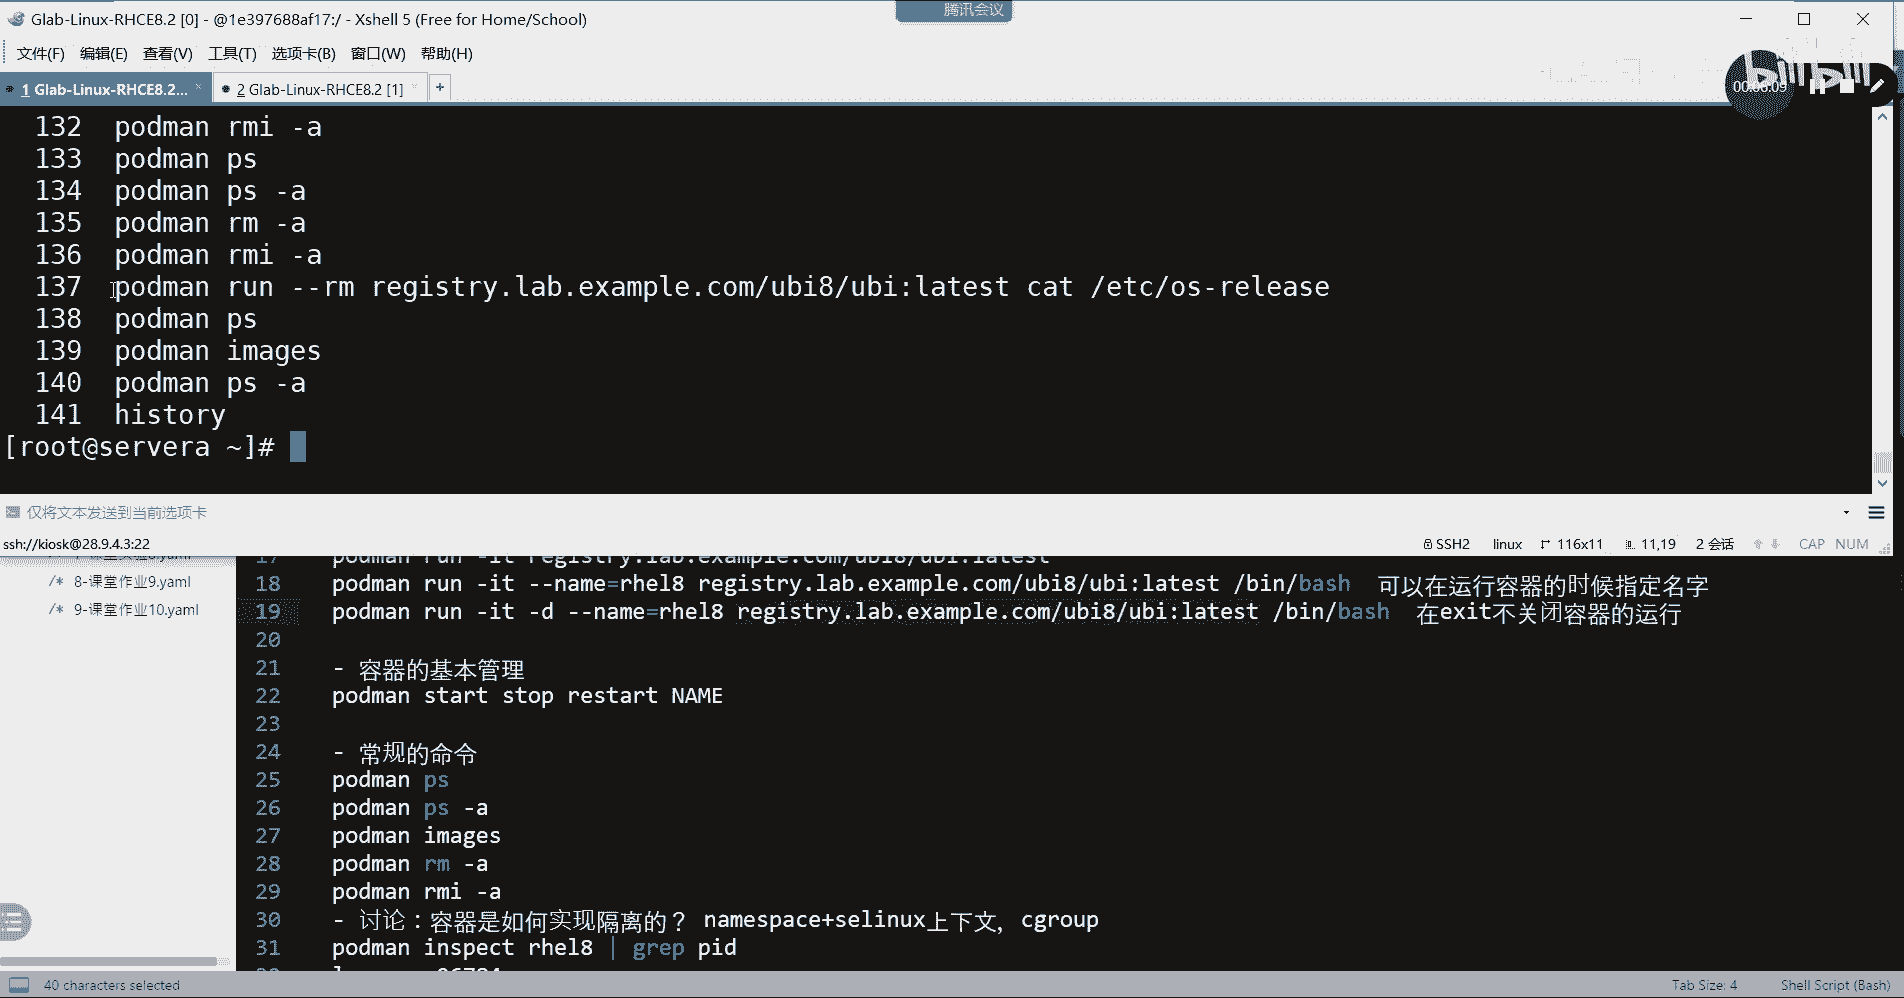 Glab-Linux-RHCE8.2 [0] - @1e397688af17:/ - Xshell 5 (Free for Home/School)
腾讯会议
文件(F) 编辑(E) 查看(V) 工具(T) 选项卡(B) 窗口(W) 帮助(H)
1 Glab-Linux-RHCE8.2... × 2 Glab-Linux-RHCE8.2 [1] +
bilibili
00:06:09
132 podman rmi -a
133 podman ps
134 podman ps -a
135 podman rm -a
136 podman rmi -a
137 podman run --rm registry.lab.example.com/ubi8/ubi:latest cat /etc/os-release
138 podman ps
139 podman images
140 podman ps -a
141 history
[root@servera ~]#
仅将文本发送到当前选项卡
ssh://kiosk@28.9.4.3:22 SSH2 linux 116x11 11,19 2 会话 CAP NUM
17 podman run -it registry.lab.example.com/ubi8/ubi:latest
/* 8-课堂作业9.yaml
/* 9-课堂作业10.yaml
18 podman run -it --name=rhel8 registry.lab.example.com/ubi8/ubi:latest /bin/bash 可以在运行容器的时候指定名字
19 podman run -it -d --name=rhel8 registry.lab.example.com/ubi8/ubi:latest /bin/bash 在exit不关闭容器的运行
20
21 - 容器的基本管理
22 podman start stop restart NAME
23
24 - 常规的命令
25 podman ps
26 podman ps -a
27 podman images
28 podman rm -a
29 podman rmi -a
30 - 讨论：容器是如何实现隔离的？ namespace+selinux上下文, cgroup
31 podman inspect rhel8 | grep pid
40 characters selected Tab Size: 4 Shell Script (Bash)